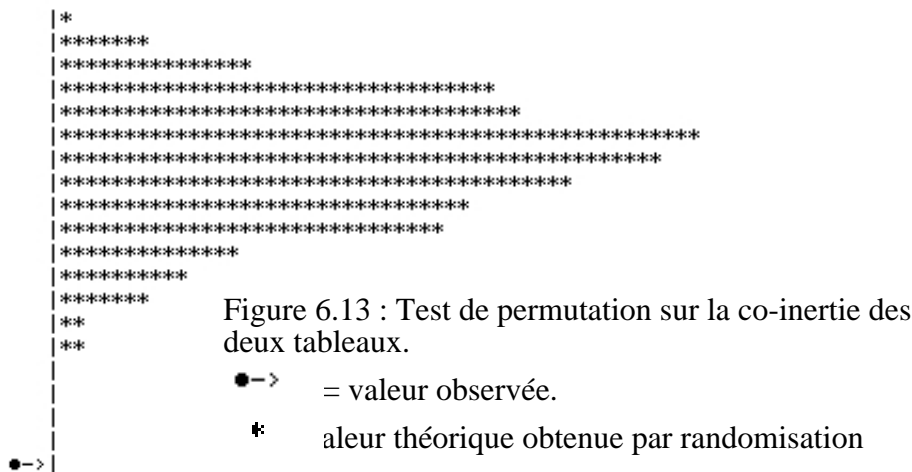 Figure 6.13 : Test de permutation sur la co-inertie des
deux tableaux.
●–> = valeur observée.
* aleur théorique obtenue par randomisation